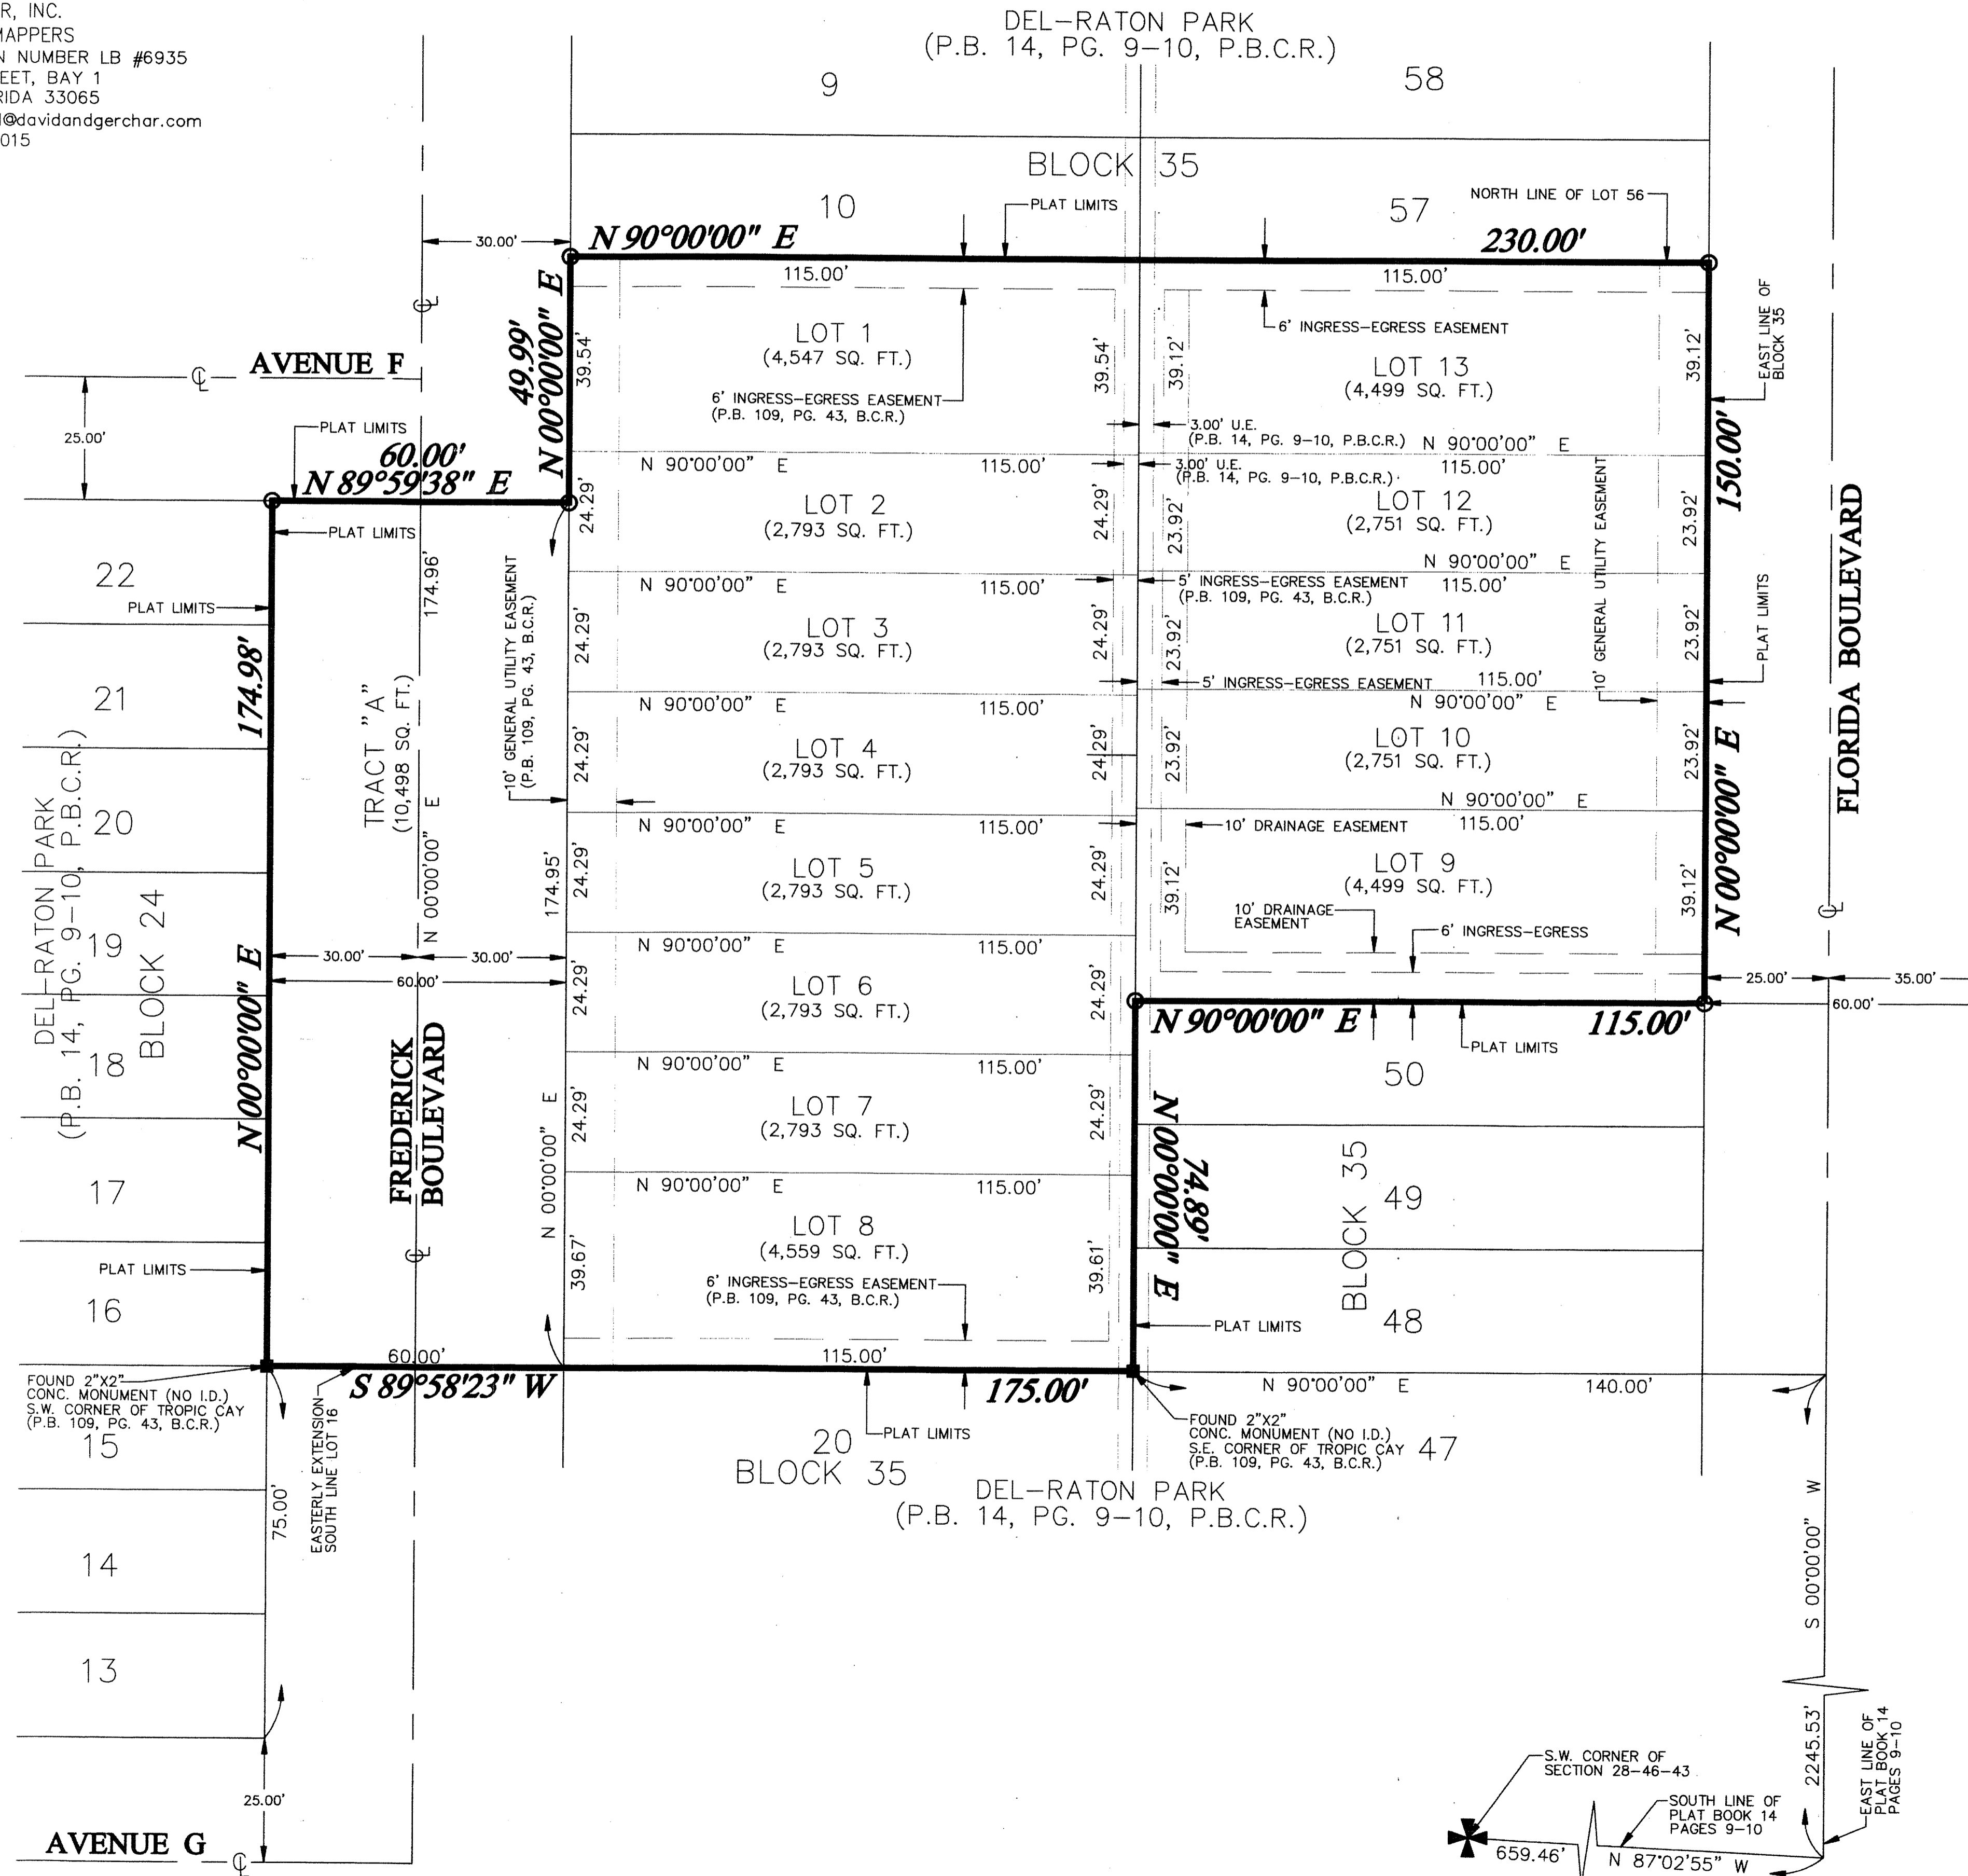 R, INC.
MAPPERS
N NUMBER LB #6935
EET, BAY 1
RIDA 33065
@davidandgerchar.com
015
DEL-RATON PARK
(P.B. 14, PG. 9-10, P.B.C.R.)
9
58
BLOCK 35
10
PLAT LIMITS
57
NORTH LINE OF LOT 56
30.00'
N 90°00'00" E
230.00'
115.00'
115.00'
49.99'
N 00°00'00" E
39.54'
LOT 1
(4,547 SQ. FT.)
6' INGRESS-EGRESS EASEMENT
(P.B. 109, PG. 43, B.C.R.)
39.54'
39.12'
6' INGRESS-EGRESS EASEMENT
LOT 13
(4,499 SQ. FT.)
39.12'
EAST LINE OF
BLOCK 35
℄
AVENUE F
℄
25.00'
PLAT LIMITS
60.00'
N 89°59'38" E
3.00' U.E.
(P.B. 14, PG. 9-10, P.B.C.R.)
N 90°00'00" E
N 90°00'00" E
115.00'
3.00' U.E.
(P.B. 14, PG. 9-10, P.B.C.R.)
115.00'
150.00'
PLAT LIMITS
24.29'
LOT 2
(2,793 SQ. FT.)
24.29'
23.92'
LOT 12
(2,751 SQ. FT.)
23.92'
10' GENERAL UTILITY EASEMENT
22
PLAT LIMITS
174.96'
10' GENERAL UTILITY EASEMENT
(P.B. 109, PG. 43, B.C.R.)
N 90°00'00" E
115.00'
N 90°00'00" E
5' INGRESS-EGRESS EASEMENT
(P.B. 109, PG. 43, B.C.R.)
115.00'
PLAT LIMITS
FLORIDA BOULEVARD
24.29'
LOT 3
(2,793 SQ. FT.)
24.29'
23.92'
LOT 11
(2,751 SQ. FT.)
23.92'
174.98'
21
TRACT "A"
(10,498 SQ. FT.)
N 90°00'00" E
115.00'
5' INGRESS-EGRESS EASEMENT
115.00'
N 90°00'00" E
24.29'
LOT 4
(2,793 SQ. FT.)
24.29'
23.92'
LOT 10
(2,751 SQ. FT.)
23.92'
N 00°00'00" E
DEL-RATON PARK
(P.B. 14, PG. 9-10, P.B.C.R.)
20
BLOCK 24
N 00°00'00" E
N 90°00'00" E
115.00'
N 90°00'00" E
10' DRAINAGE EASEMENT
115.00'
174.95'
24.29'
LOT 5
(2,793 SQ. FT.)
24.29'
39.12'
LOT 9
(4,499 SQ. FT.)
39.12'
10' DRAINAGE
EASEMENT
6' INGRESS-EGRESS
℄
19
N 00°00'00" E
30.00'
30.00'
60.00'
N 90°00'00" E
115.00'
24.29'
LOT 6
(2,793 SQ. FT.)
24.29'
25.00'
35.00'
60.00'
N 90°00'00" E
115.00'
PLAT LIMITS
18
FREDERICK
BOULEVARD
N 90°00'00" E
115.00'
50
N 00°00'00" E
24.29'
LOT 7
(2,793 SQ. FT.)
24.29'
N 00°00'00" E
74.89'
17
N 90°00'00" E
115.00'
BLOCK 35
49
℄
PLAT LIMITS
39.67'
LOT 8
(4,559 SQ. FT.)
6' INGRESS-EGRESS EASEMENT
(P.B. 109, PG. 43, B.C.R.)
39.61'
PLAT LIMITS
48
16
60.00'
S 89°58'23" W
115.00'
175.00'
N 90°00'00" E
140.00'
FOUND 2"X2"
CONC. MONUMENT (NO I.D.)
S.W. CORNER OF TROPIC CAY
(P.B. 109, PG. 43, B.C.R.)
15
EASTERLY EXTENSION
SOUTH LINE LOT 16
20
PLAT LIMITS
BLOCK 35
FOUND 2"X2"
CONC. MONUMENT (NO I.D.)
S.E. CORNER OF TROPIC CAY
(P.B. 109, PG. 43, B.C.R.)
47
DEL-RATON PARK
(P.B. 14, PG. 9-10, P.B.C.R.)
75.00'
14
S 00°00'00" W
13
2245.53'
EAST LINE OF
PLAT BOOK 14
PAGES 9-10
25.00'
AVENUE G
℄
S.W. CORNER OF
SECTION 28-46-43
SOUTH LINE OF
PLAT BOOK 14
PAGES 9-10
659.46'
N 87°02'55" W